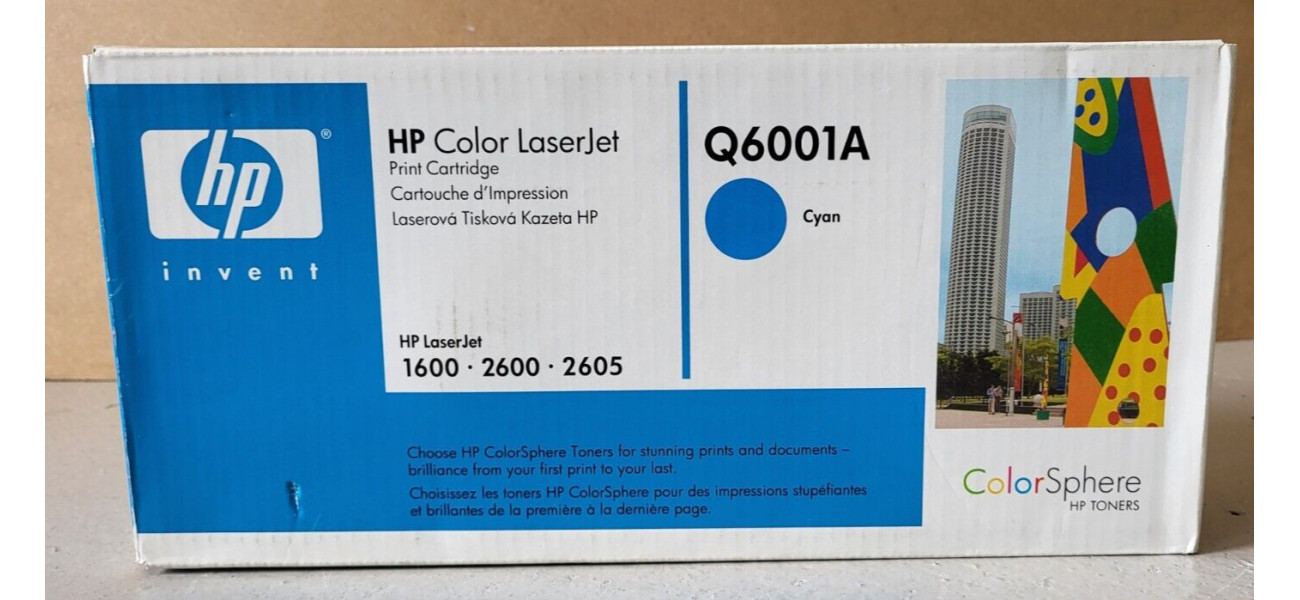 hp®
invent
HP Color LaserJet
Print Cartridge
Cartouche d'Impression
Laserová Tisková Kazeta HP
HP LaserJet
1600 · 2600 · 2605
Q6001A
Cyan
Choose HP ColorSphere Toners for stunning prints and documents –
brilliance from your first print to your last.
Choisissez les toners HP ColorSphere pour des impressions stupéfiantes
et brillantes de la première à la dernière page.
ColorSphere
HP TONERS